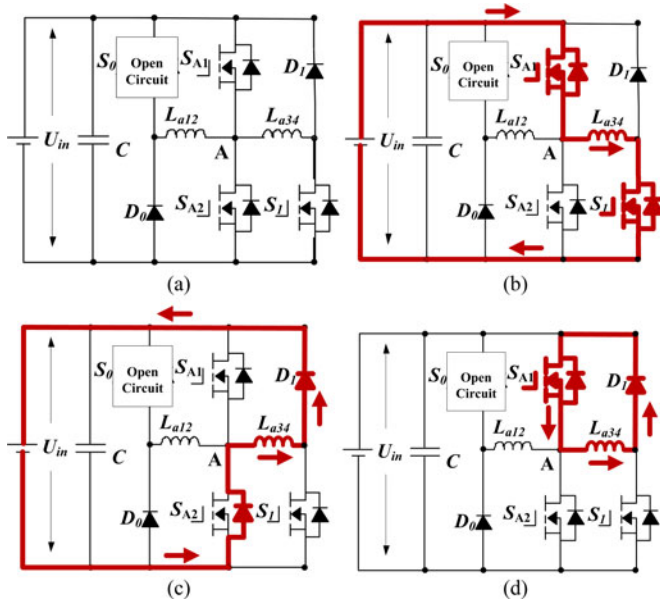 S0 Open Circuit SA1 D1
La12 La34
Uin C A
D0 SA2 S1
(a)
S0 Open Circuit SA1 D1
La12 La34
Uin C A
D0 SA2 S1
(b)
S0 Open Circuit SA1 D1
La12 La34
Uin C A
D0 SA2 S1
(c)
S0 Open Circuit SA1 D1
La12 La34
Uin C A
D0 SA2 S1
(d)